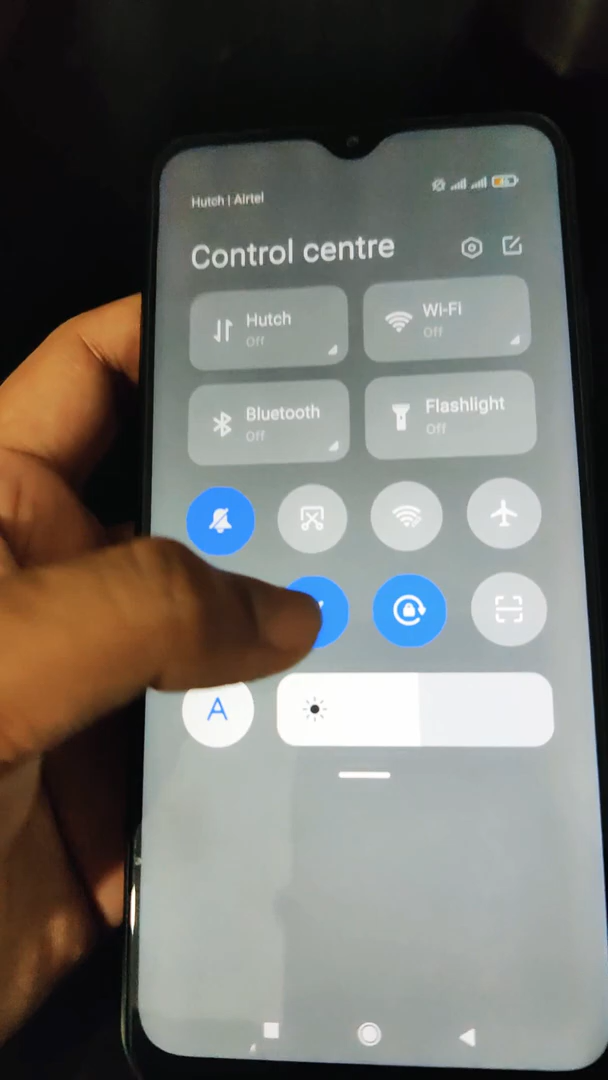 Hutch | Airtel
Control centre
Hutch
Off
Wi-Fi
Off
Bluetooth
Off
Flashlight
Off
A